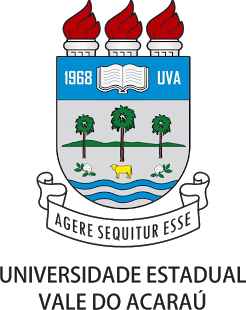 1968 UVA
AGERE SEQUITUR ESSE
UNIVERSIDADE ESTADUAL
VALE DO ACARAÚ